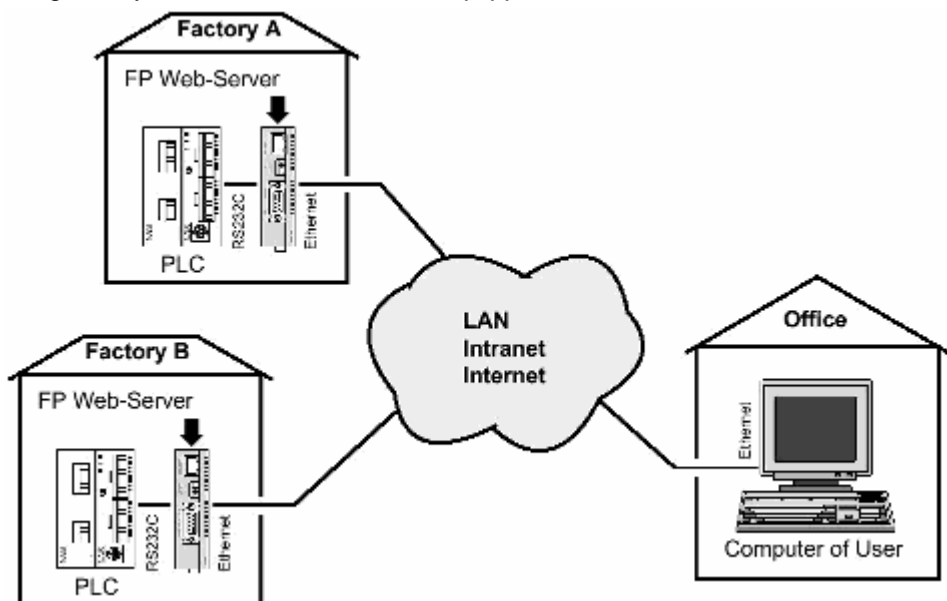 Factory A
FP Web-Server
RS232C
Ethernet
PLC
LAN
Intranet
Internet
Office
Ethernet
Computer of User
Factory B
FP Web-Server
RS232C
Ethernet
PLC